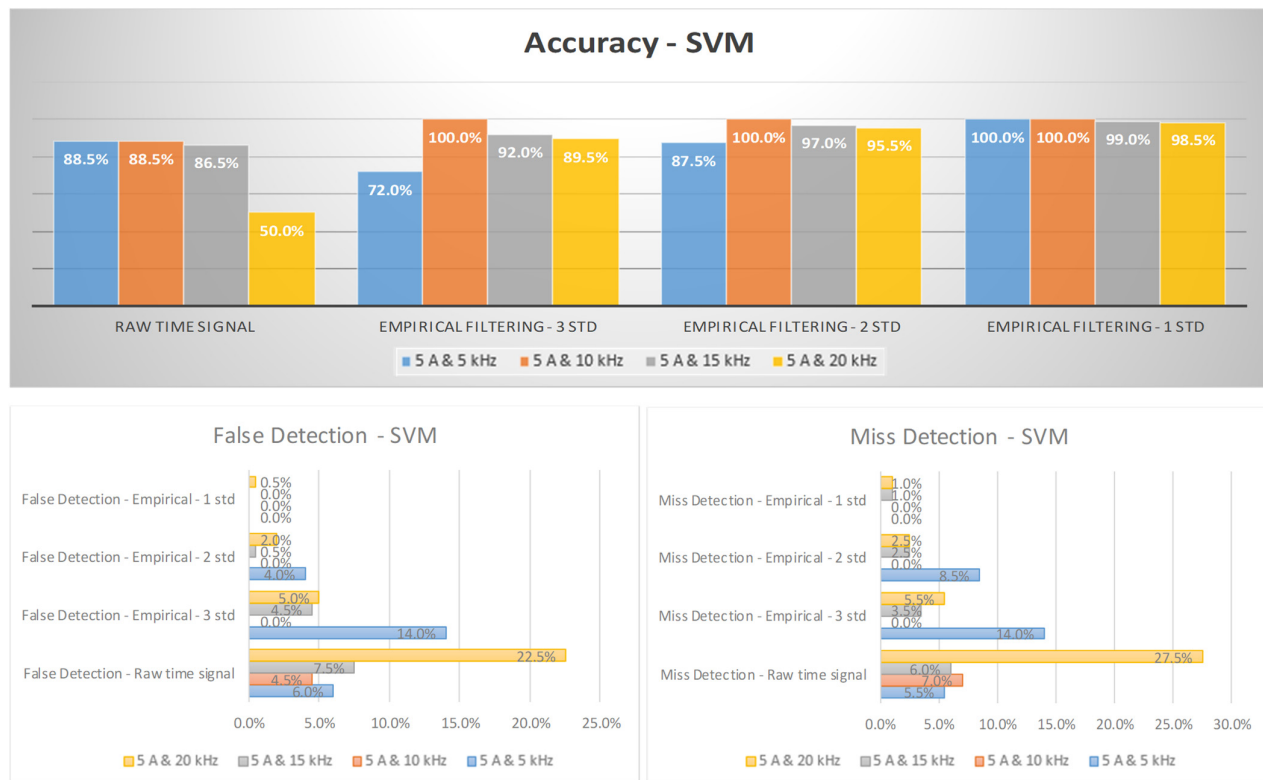 Accuracy - SVM
88.5% 88.5% 86.5% 50.0% 72.0% 100.0% 92.0% 89.5% 87.5% 100.0% 97.0% 95.5% 100.0% 100.0% 99.0% 98.5%
RAW TIME SIGNAL EMPIRICAL FILTERING - 3 STD EMPIRICAL FILTERING - 2 STD EMPIRICAL FILTERING - 1 STD
5 A & 5 kHz 5 A & 10 kHz 5 A & 15 kHz 5 A & 20 kHz
False Detection - SVM
False Detection - Empirical - 1 std
0.5%
0.0%
0.0%
0.0%
False Detection - Empirical - 2 std
2.0%
0.5%
0.0%
4.0%
False Detection - Empirical - 3 std
5.0%
4.5%
0.0%
14.0%
False Detection - Raw time signal
22.5%
7.5%
4.5%
6.0%
0.0% 5.0% 10.0% 15.0% 20.0% 25.0%
5 A & 20 kHz 5 A & 15 kHz 5 A & 10 kHz 5 A & 5 kHz
Miss Detection - SVM
Miss Detection - Empirical - 1 std
1.0%
1.0%
0.0%
0.0%
Miss Detection - Empirical - 2 std
2.5%
2.5%
0.0%
8.5%
Miss Detection - Empirical - 3 std
5.5%
3.5%
0.0%
14.0%
Miss Detection - Raw time signal
27.5%
6.0%
7.0%
5.5%
0.0% 5.0% 10.0% 15.0% 20.0% 25.0% 30.0%
5 A & 20 kHz 5 A & 15 kHz 5 A & 10 kHz 5 A & 5 kHz